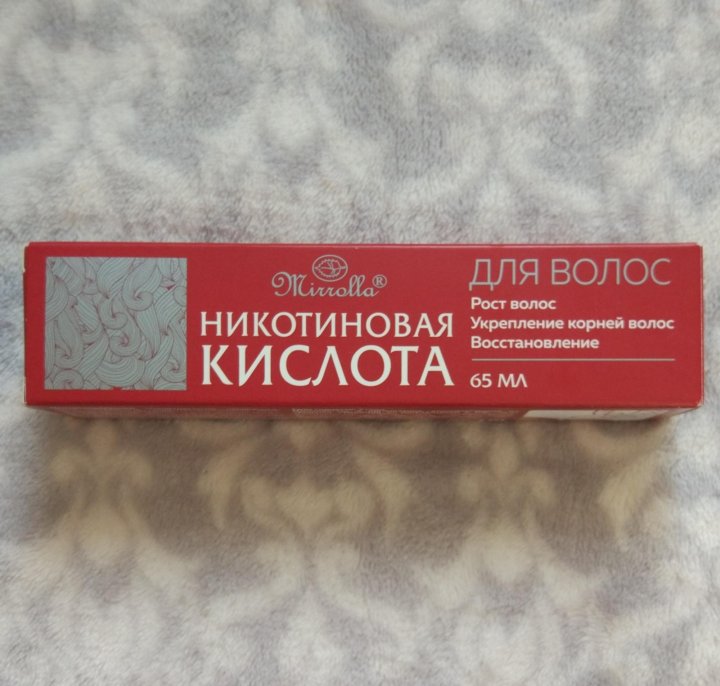 Mirrolla®
НИКОТИНОВАЯ
КИСЛОТА
ДЛЯ ВОЛОС
Рост волос
Укрепление корней волос
Восстановление
65 МЛ